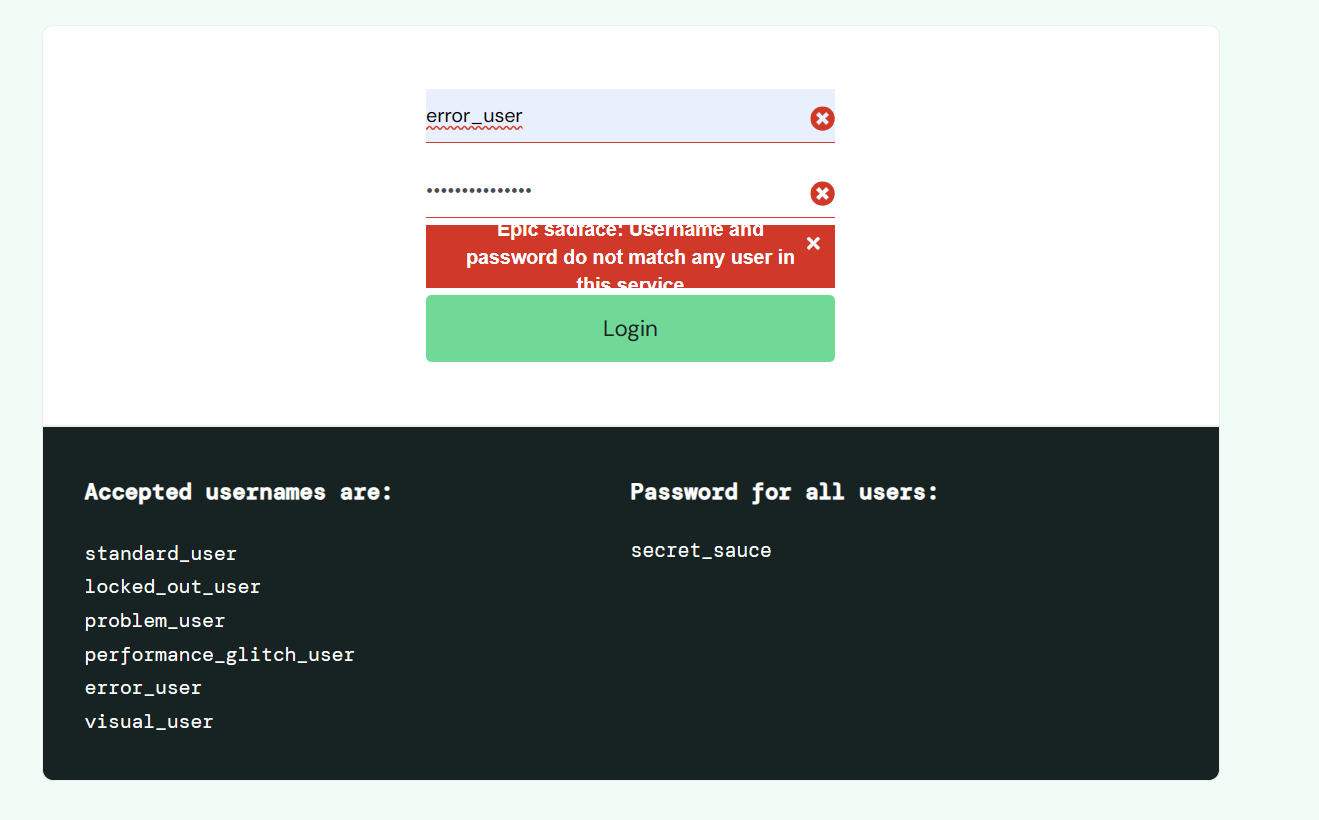 error_user
•••••••••••••••
Epic sadface: Username and
password do not match any user in
this service
Login
Accepted usernames are:
Password for all users:
standard_user
locked_out_user
problem_user
performance_glitch_user
error_user
visual_user
secret_sauce